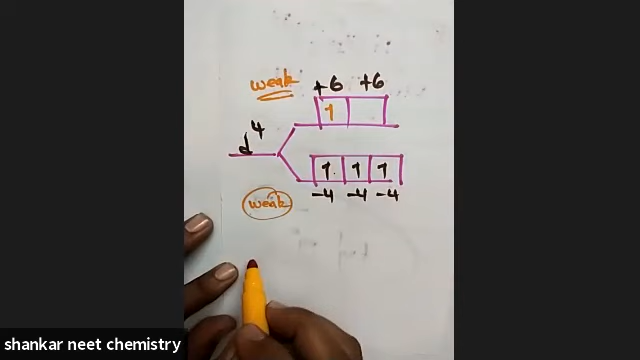 weak +6 +6
1
d4
1 1 1
weak -4 -4 -4
shankar neet chemistry